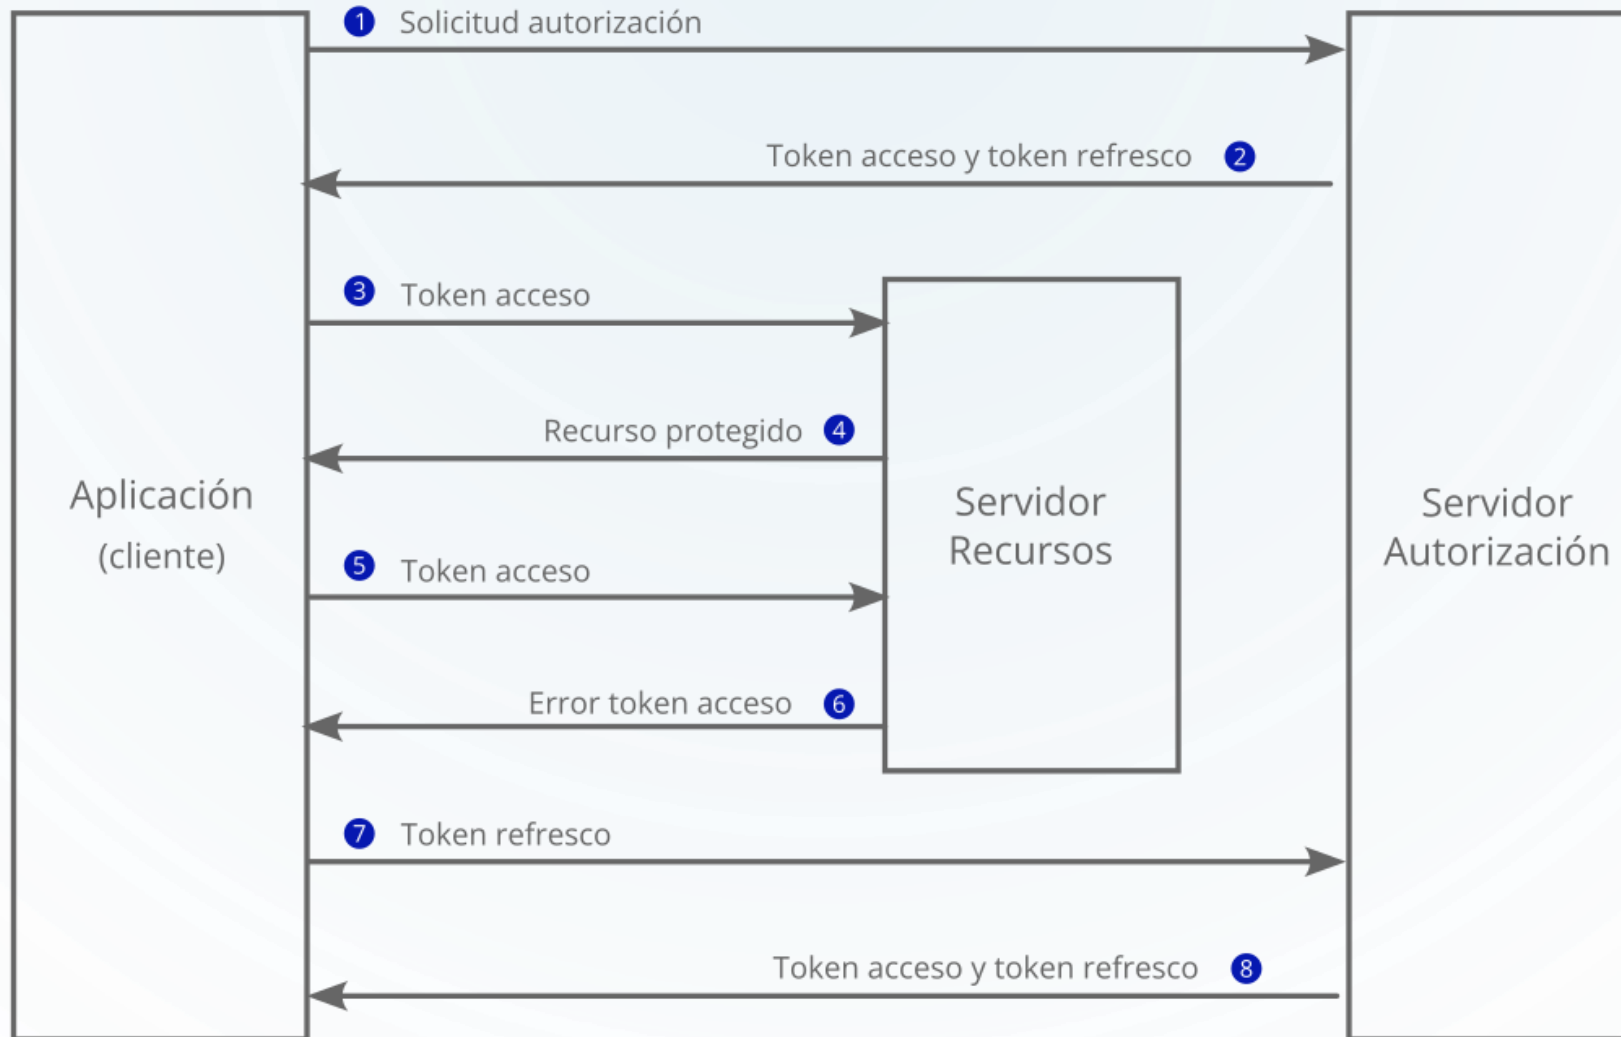 1 Solicitud autorización
Token acceso y token refresco 2
3 Token acceso
Recurso protegido 4
Aplicación
(cliente)
Servidor
Recursos
Servidor
Autorización
5 Token acceso
Error token acceso 6
7 Token refresco
Token acceso y token refresco 8